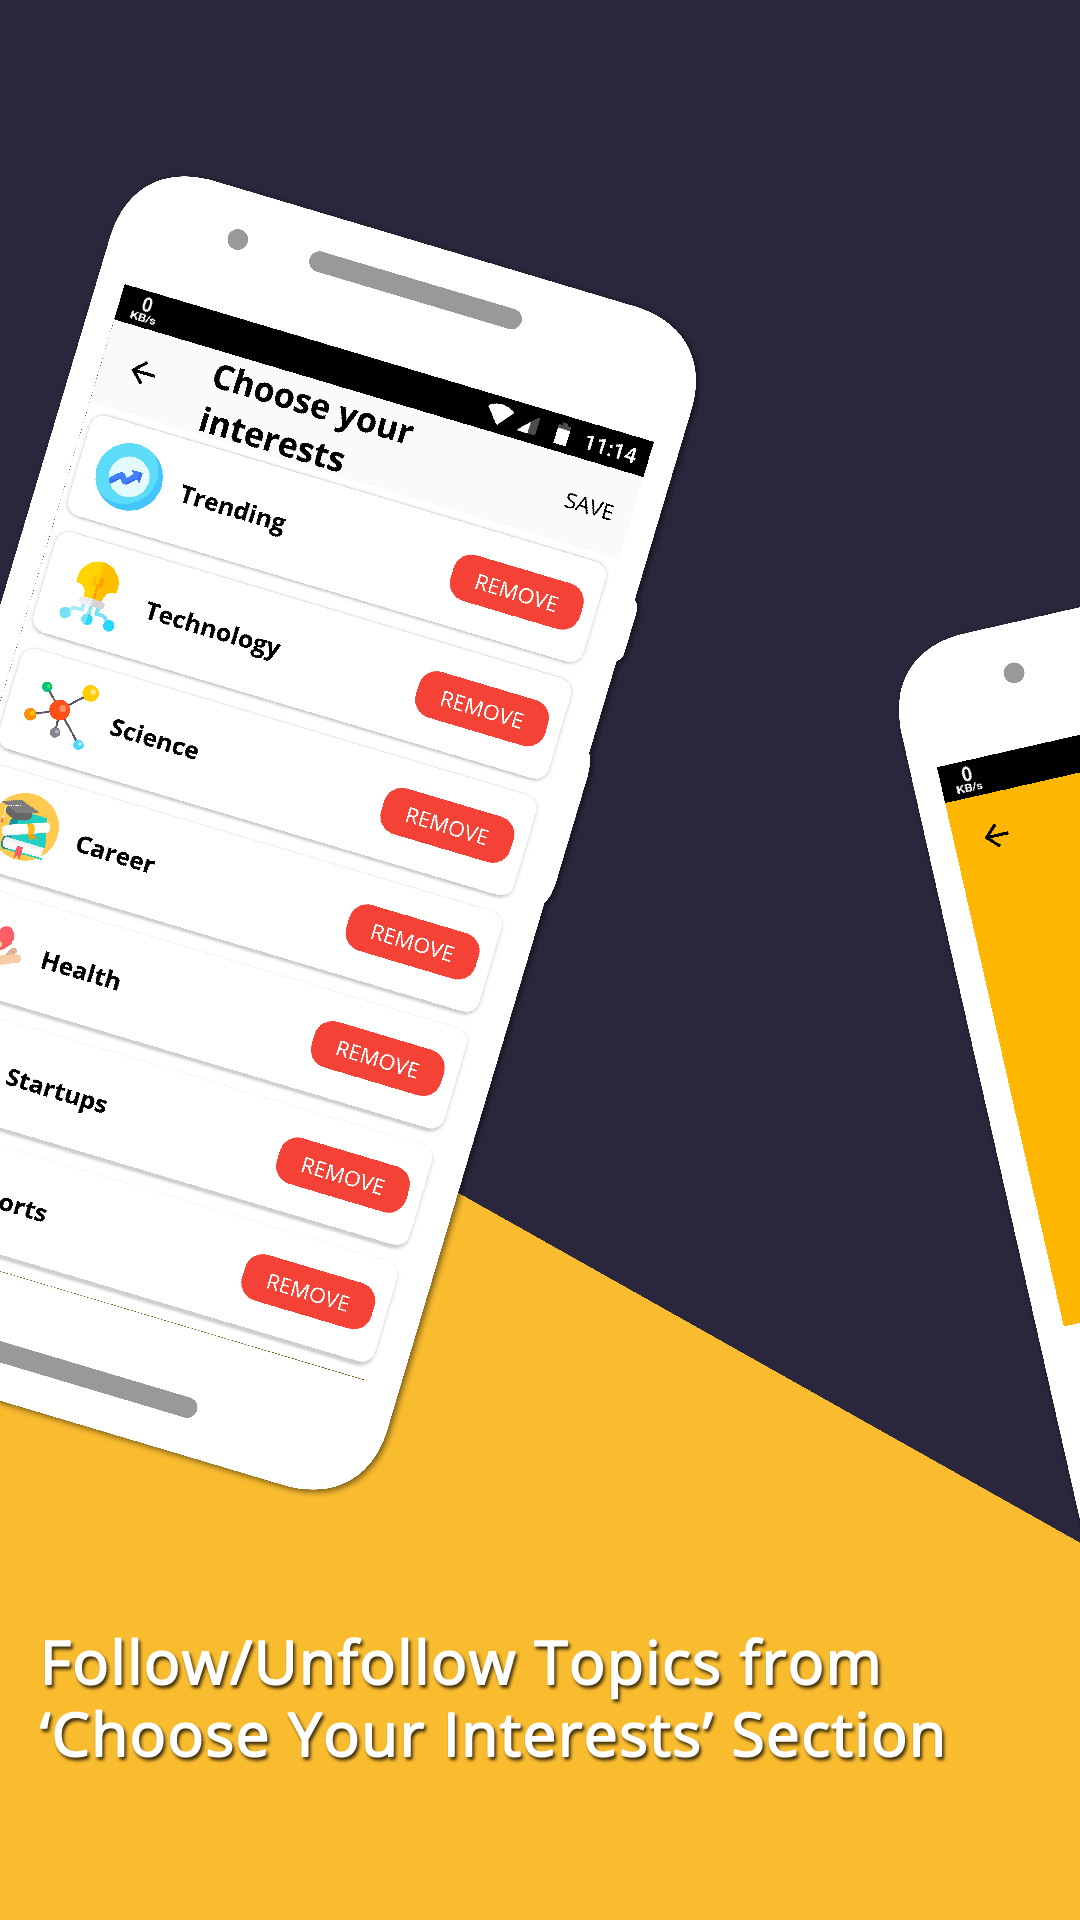 0
KB/s
11:14
Choose your
interests
SAVE
Trending
REMOVE
Technology
REMOVE
Science
REMOVE
Career
REMOVE
Health
REMOVE
Startups
REMOVE
orts
REMOVE
0
KB/s
Follow/Unfollow Topics from
‘Choose Your Interests’ Section